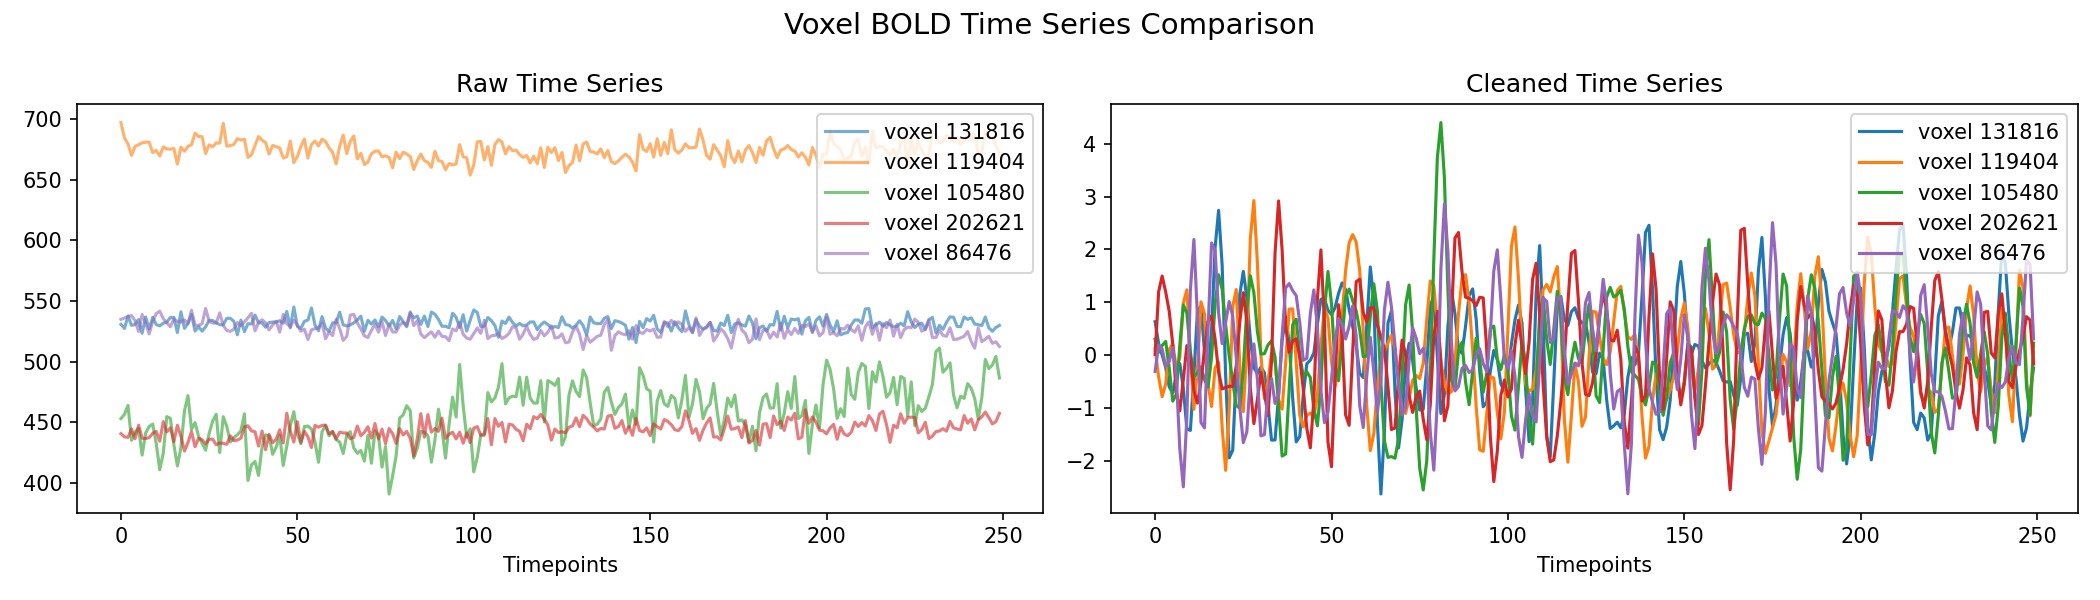 Voxel BOLD Time Series Comparison
Raw Time Series
700
650
600
550
500
450
400
0
50
100
150
200
250
Timepoints
voxel 131816
voxel 119404
voxel 105480
voxel 202621
voxel 86476
Cleaned Time Series
4
3
2
1
0
−1
−2
0
50
100
150
200
250
Timepoints
voxel 131816
voxel 119404
voxel 105480
voxel 202621
voxel 86476